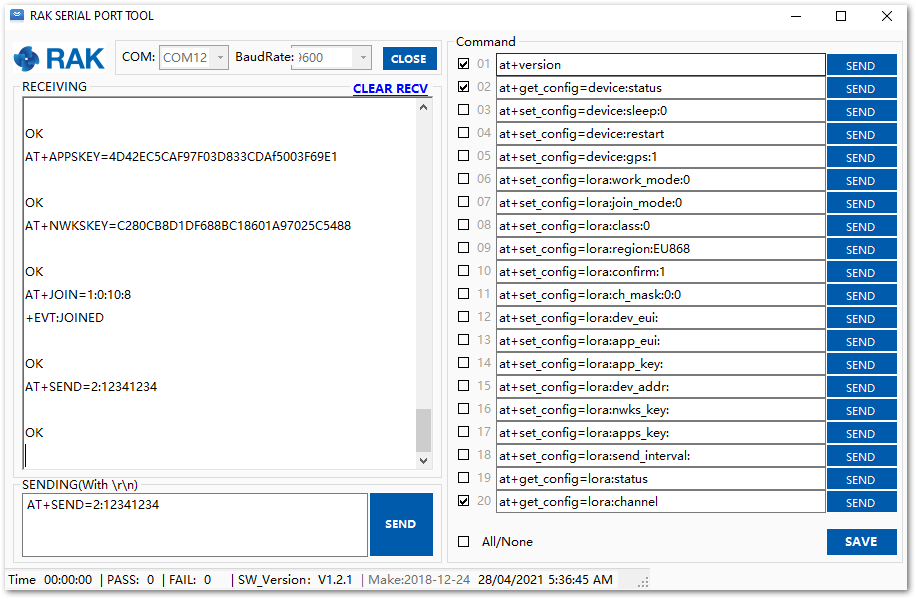 RAK SERIAL PORT TOOL
RAK
COM: COM12 BaudRate: 9600 CLOSE
RECEIVING CLEAR RECV
OK
AT+APPSKEY=4D42EC5CAF97F03D833CDAf5003F69E1
OK
AT+NWKSKEY=C280CB8D1DF688BC18601A97025C5488
OK
AT+JOIN=1:0:10:8
+EVT:JOINED
OK
AT+SEND=2:12341234
OK
SENDING(With \r\n)
AT+SEND=2:12341234
SEND
Command
01 at+version SEND
02 at+get_config=device:status SEND
03 at+set_config=device:sleep:0 SEND
04 at+set_config=device:restart SEND
05 at+set_config=device:gps:1 SEND
06 at+set_config=lora:work_mode:0 SEND
07 at+set_config=lora:join_mode:0 SEND
08 at+set_config=lora:class:0 SEND
09 at+set_config=lora:region:EU868 SEND
10 at+set_config=lora:confirm:1 SEND
11 at+set_config=lora:ch_mask:0:0 SEND
12 at+set_config=lora:dev_eui: SEND
13 at+set_config=lora:app_eui: SEND
14 at+set_config=lora:app_key: SEND
15 at+set_config=lora:dev_addr: SEND
16 at+set_config=lora:nwks_key: SEND
17 at+set_config=lora:apps_key: SEND
18 at+set_config=lora:send_interval: SEND
19 at+get_config=lora:status SEND
20 at+get_config=lora:channel SEND
All/None SAVE
Time 00:00:00 | PASS: 0 | FAIL: 0 | SW_Version: V1.2.1 | Make:2018-12-24 28/04/2021 5:36:45 AM